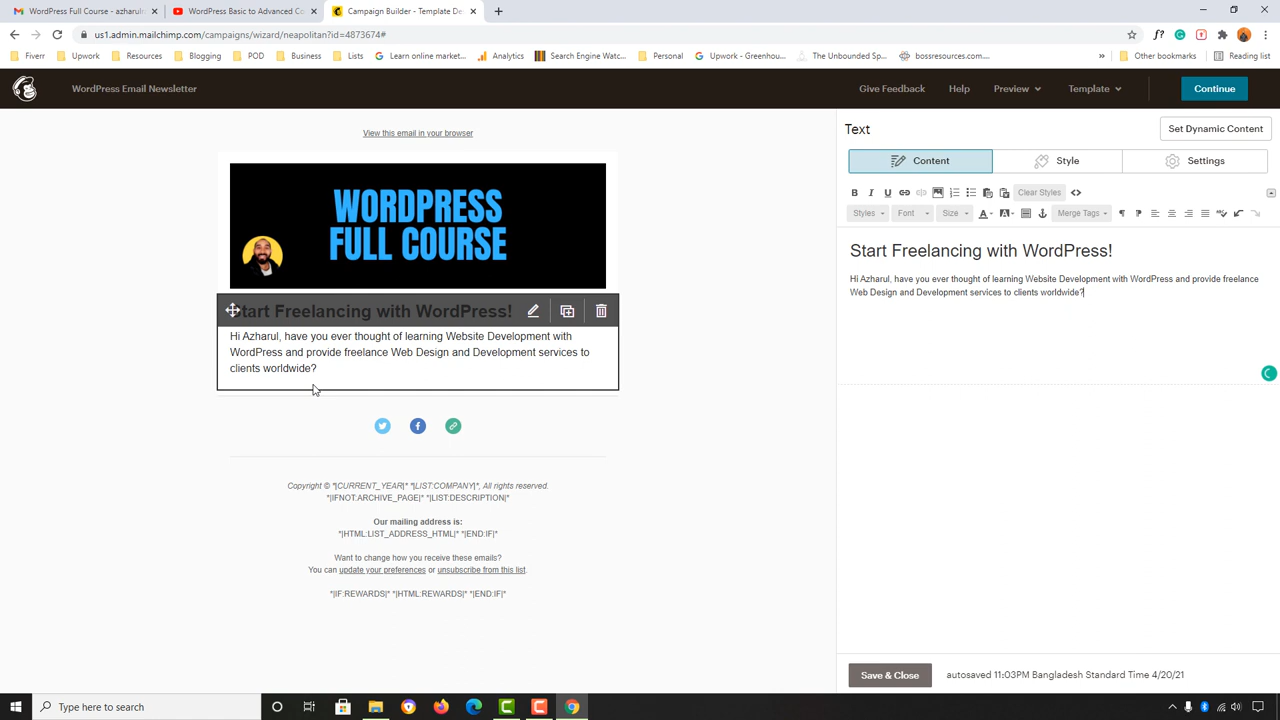 WordPress Full Course - azharulr
WordPress Basic to Advanced Co
Campaign Builder - Template De
us1.admin.mailchimp.com/campaigns/wizard/neapolitan?id=4873674#
Fiverr
Upwork
Resources
Blogging
POD
Business
Lists
Learn online market...
Analytics
Search Engine Watc...
Personal
Upwork - Greenhou...
The Unbounded Sp...
bossresources.com...
»
Other bookmarks
Reading list
WordPress Email Newsletter
Give Feedback
Help
Preview
Template
Continue
View this email in your browser
WORDPRESS
FULL COURSE
Start Freelancing with WordPress!
Hi Azharul, have you ever thought of learning Website Development with
WordPress and provide freelance Web Design and Development services to
clients worldwide?
Copyright © *|CURRENT_YEAR|* *|LIST:COMPANY|*, All rights reserved.
*|IFNOT:ARCHIVE_PAGE|* *|LIST:DESCRIPTION|*
Our mailing address is:
*|HTML:LIST_ADDRESS_HTML|* *|END:IF|*
Want to change how you receive these emails?
You can update your preferences or unsubscribe from this list.
*|IF:REWARDS|* *|HTML:REWARDS|* *|END:IF|*
Text
Set Dynamic Content
Content
Style
Settings
B I U Clear Styles
Styles Font Size A A Merge Tags
Start Freelancing with WordPress!
Hi Azharul, have you ever thought of learning Website Development with WordPress and provide freelance
Web Design and Development services to clients worldwide?
Save & Close
autosaved 11:03PM Bangladesh Standard Time 4/20/21
Type here to search